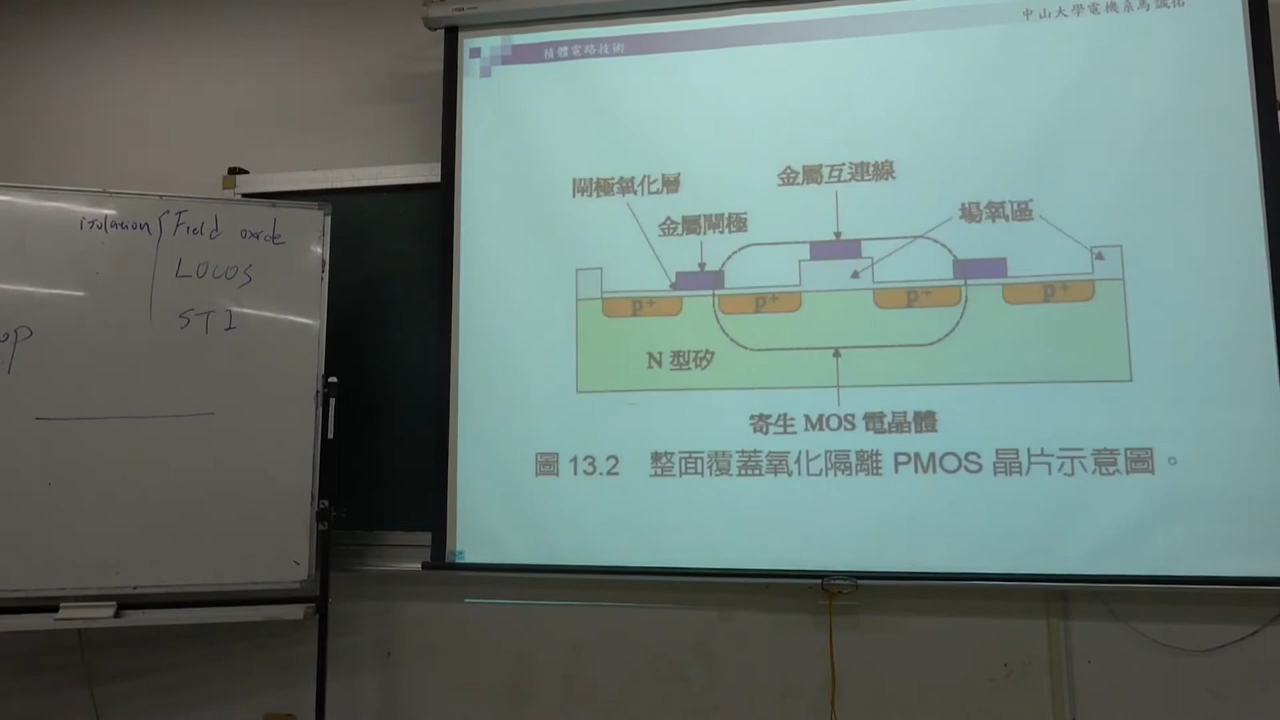 isolation { Field oxide
LOCOS
STI
op
積體電路技術
中山大學電機系馬誠佑
閘極氧化層
金屬互連線
金屬閘極
場氧區
p+
p+
p+
p+
N 型矽
寄生 MOS 電晶體
圖 13.2 整面覆蓋氧化隔離 PMOS 晶片示意圖。